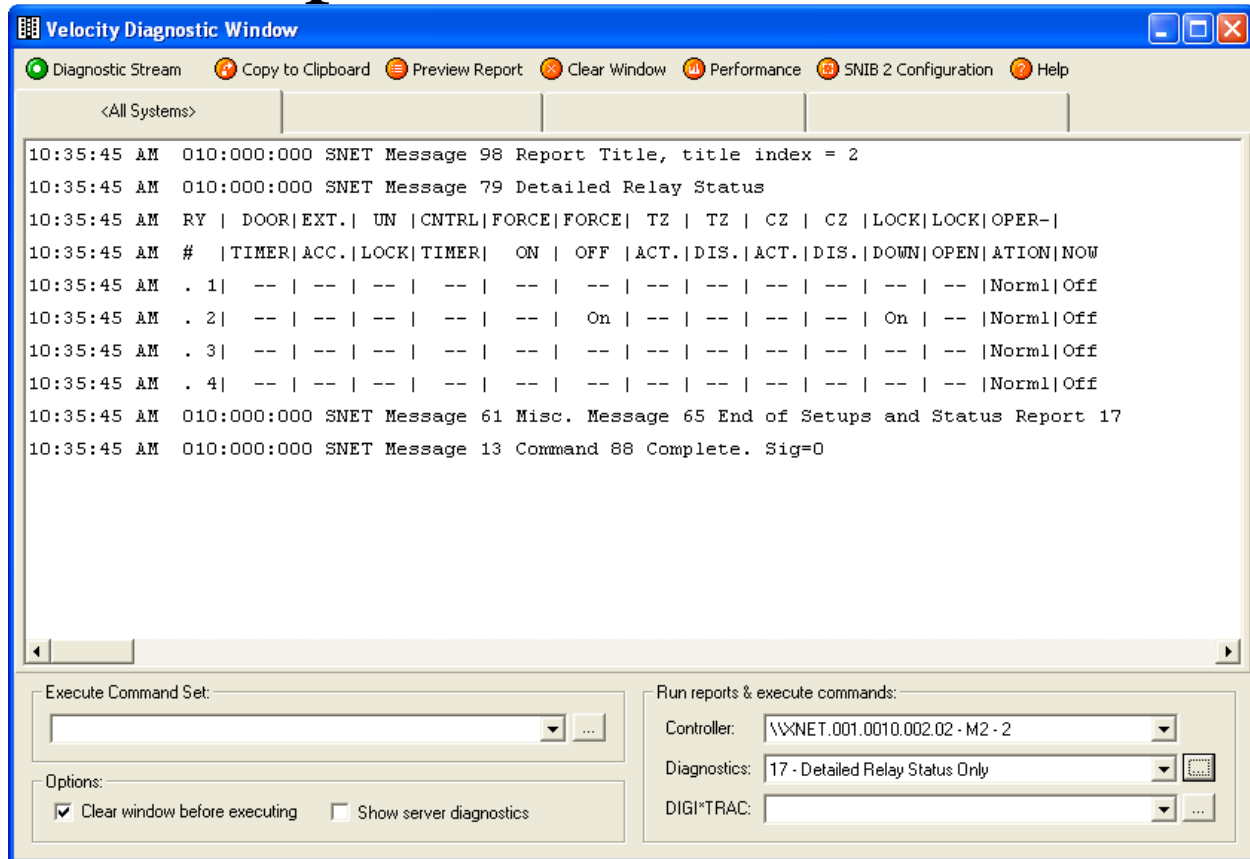 Velocity Diagnostic Window
Diagnostic Stream Copy to Clipboard Preview Report Clear Window Performance SNIB 2 Configuration Help
<All Systems>
10:35:45 AM 010:000:000 SNET Message 98 Report Title, title index = 2
10:35:45 AM 010:000:000 SNET Message 79 Detailed Relay Status
10:35:45 AM RY | DOOR|EXT.| UN |CNTRL|FORCE|FORCE| TZ | TZ | CZ | CZ |LOCK|LOCK|OPER-|
10:35:45 AM # |TIMER|ACC.|LOCK|TIMER| ON | OFF |ACT.|DIS.|ACT.|DIS.|DOWN|OPEN|ATION|NOW
10:35:45 AM . 1| -- | -- | -- | -- | -- | -- | -- | -- | -- | -- | -- | -- |Norml|Off
10:35:45 AM . 2| -- | -- | -- | -- | -- | On | -- | -- | -- | -- | On | -- |Norml|Off
10:35:45 AM . 3| -- | -- | -- | -- | -- | -- | -- | -- | -- | -- | -- | -- |Norml|Off
10:35:45 AM . 4| -- | -- | -- | -- | -- | -- | -- | -- | -- | -- | -- | -- |Norml|Off
10:35:45 AM 010:000:000 SNET Message 61 Misc. Message 65 End of Setups and Status Report 17
10:35:45 AM 010:000:000 SNET Message 13 Command 88 Complete. Sig=0
Execute Command Set:
...
Options:
Clear window before executing Show server diagnostics
Run reports & execute commands:
Controller: \\XNET.001.0010.002.02 - M2 - 2
Diagnostics: 17 - Detailed Relay Status Only ...
DIGI*TRAC: ...